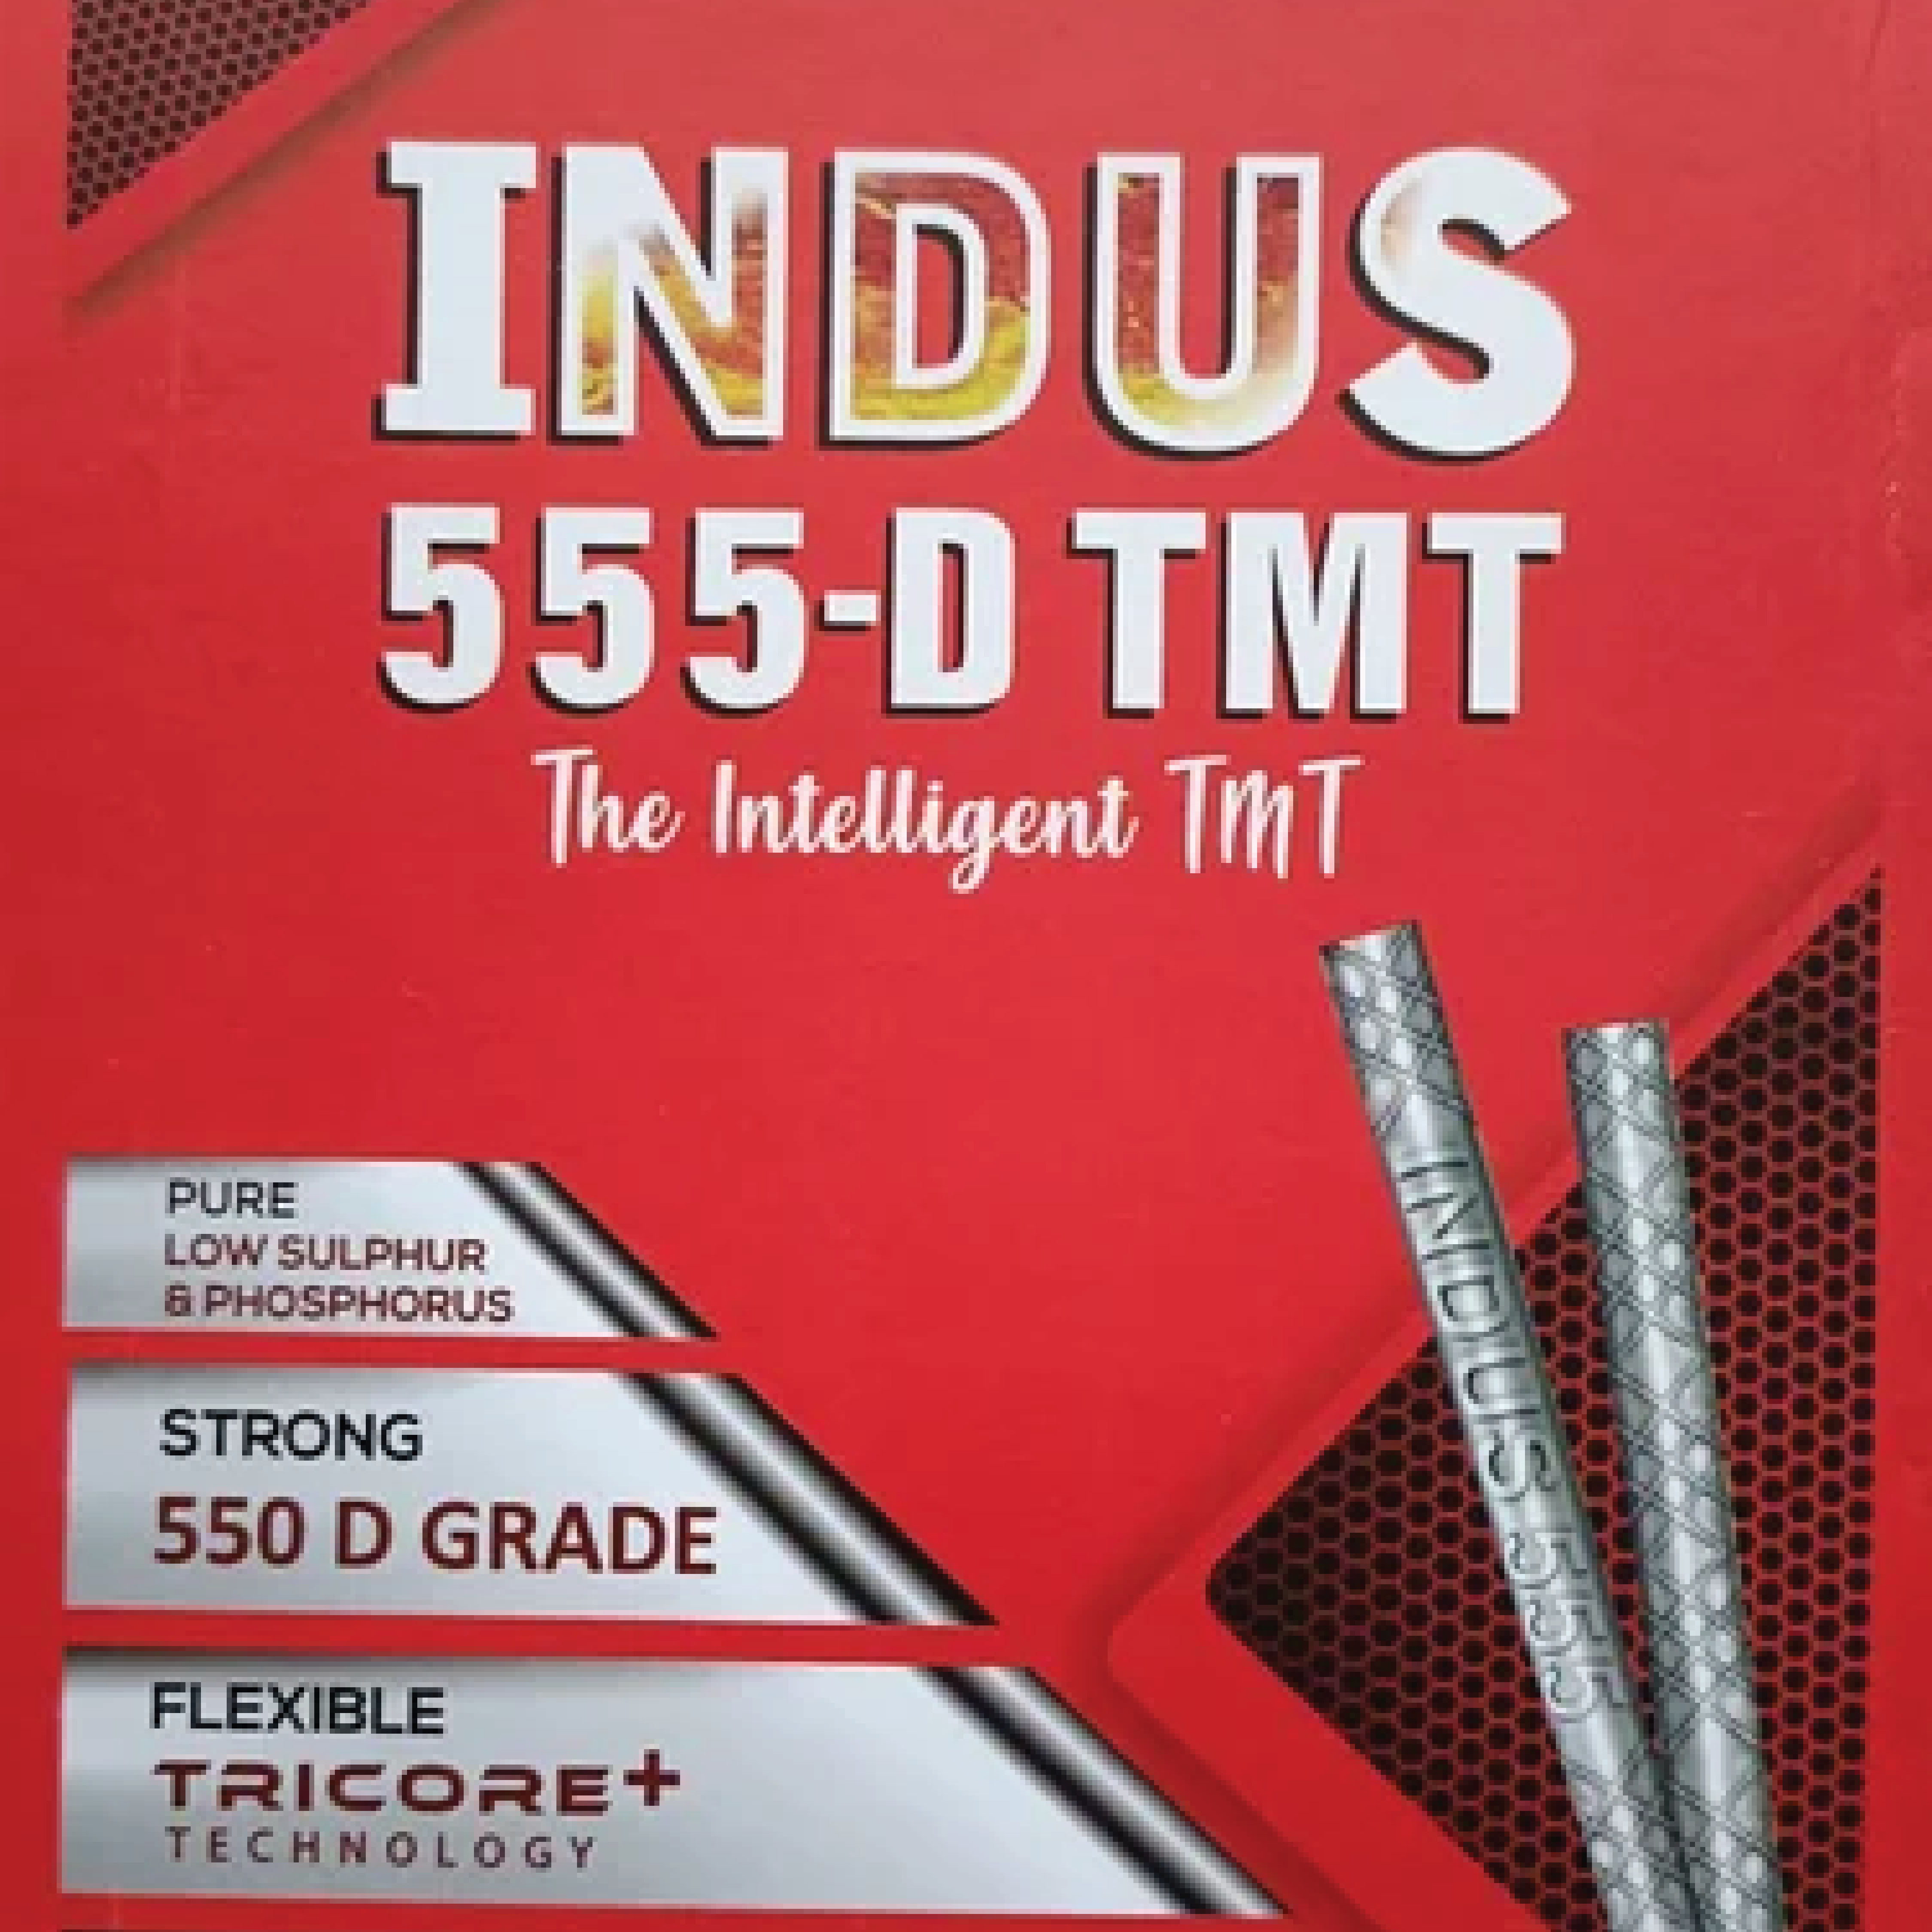 INDUS
555-D TMT
The Intelligent TMT
PURE
LOW SULPHUR
& PHOSPHORUS
STRONG
550 D GRADE
FLEXIBLE
TRICORE+
TECHNOLOGY
INDUS 555